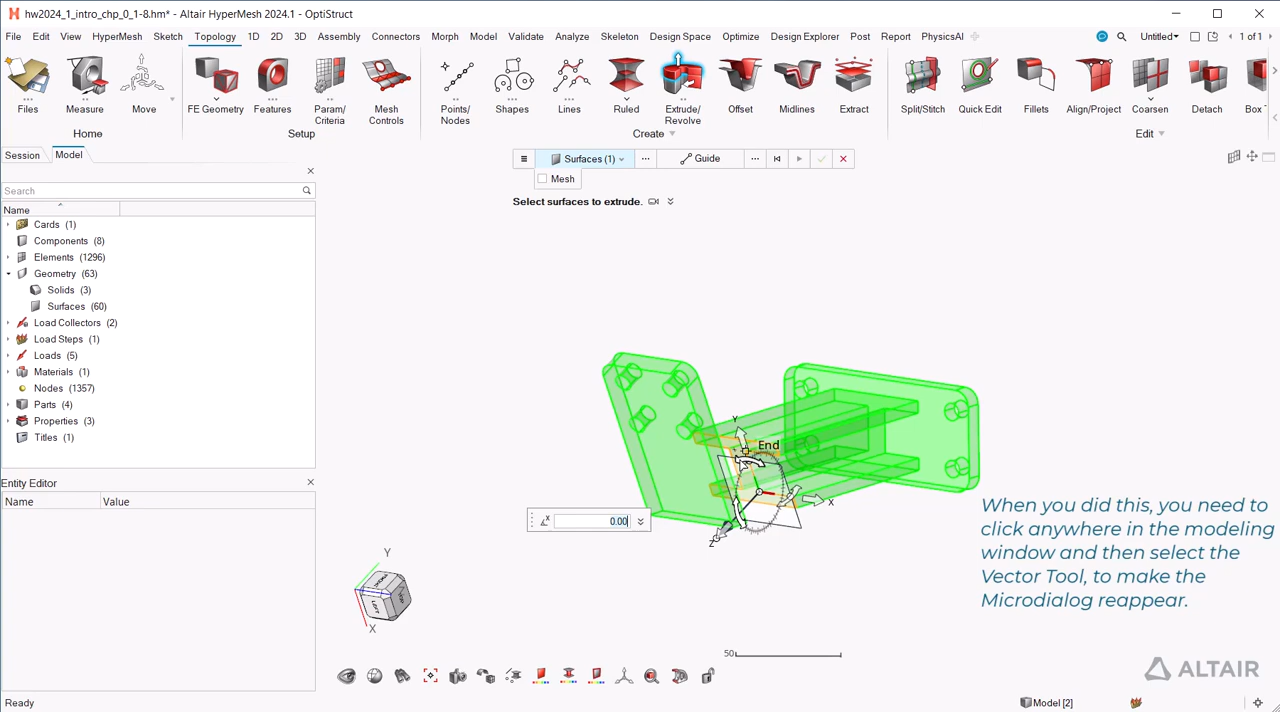 hw2024_1_intro_chp_0_1-8.hm* - Altair HyperMesh 2024.1 - OptiStruct
File Edit View HyperMesh Sketch Topology 1D 2D 3D Assembly Connectors Morph Model Validate Analyze Skeleton Design Space Optimize Design Explorer Post Report PhysicsAI Untitled 1 of 1
Files Measure Move FE Geometry Features Param/ Criteria Mesh Controls Points/ Nodes Shapes Lines Ruled Extrude/ Revolve Offset Midlines Extract Split/Stitch Quick Edit Fillets Align/Project Coarsen Detach Box
Home Setup Create Edit
Session Model
Surfaces (1) Guide
Mesh
Search
Select surfaces to extrude.
Name
Cards (1)
Components (8)
Elements (1296)
Geometry (63)
Solids (3)
Surfaces (60)
Load Collectors (2)
Load Steps (1)
Loads (5)
Materials (1)
Nodes (1357)
Parts (4)
Properties (3)
Titles (1)
Y
End
X
Z
x
0.00
Entity Editor
Name Value
When you did this, you need to
click anywhere in the modeling
window and then select the
Vector Tool, to make the
Microdialog reappear.
Y
LEFT
X
50
ALTAIR
Ready
Model [2]